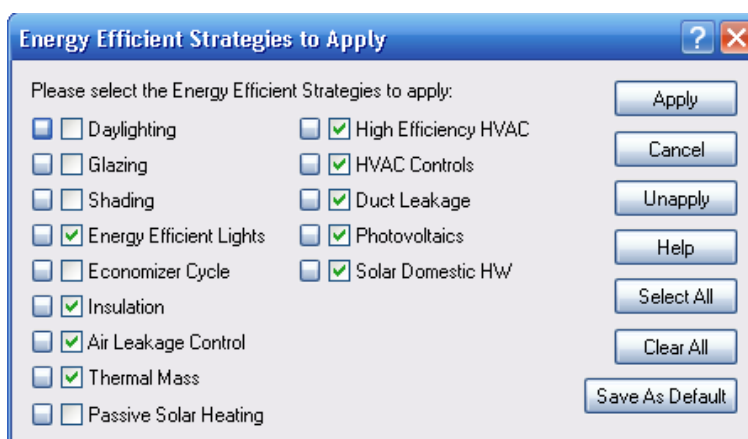 Energy Efficient Strategies to Apply
?
Please select the Energy Efficient Strategies to apply:
Daylighting
Glazing
Shading
Energy Efficient Lights
Economizer Cycle
Insulation
Air Leakage Control
Thermal Mass
Passive Solar Heating
High Efficiency HVAC
HVAC Controls
Duct Leakage
Photovoltaics
Solar Domestic HW
Apply
Cancel
Unapply
Help
Select All
Clear All
Save As Default